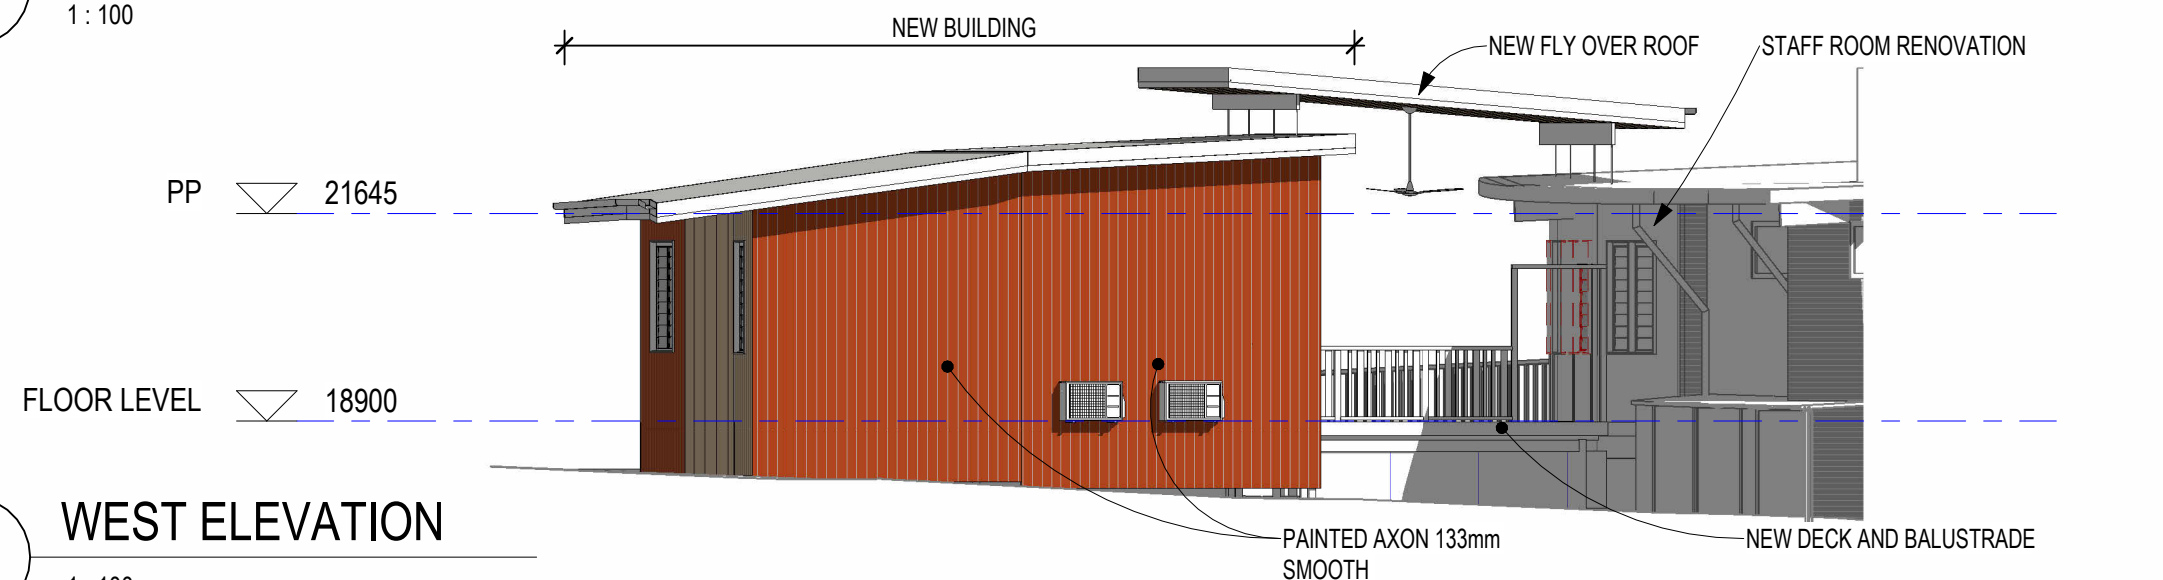 1 : 100
NEW BUILDING
NEW FLY OVER ROOF
STAFF ROOM RENOVATION
PP 21645
FLOOR LEVEL 18900
WEST ELEVATION
PAINTED AXON 133mm
SMOOTH
NEW DECK AND BALUSTRADE